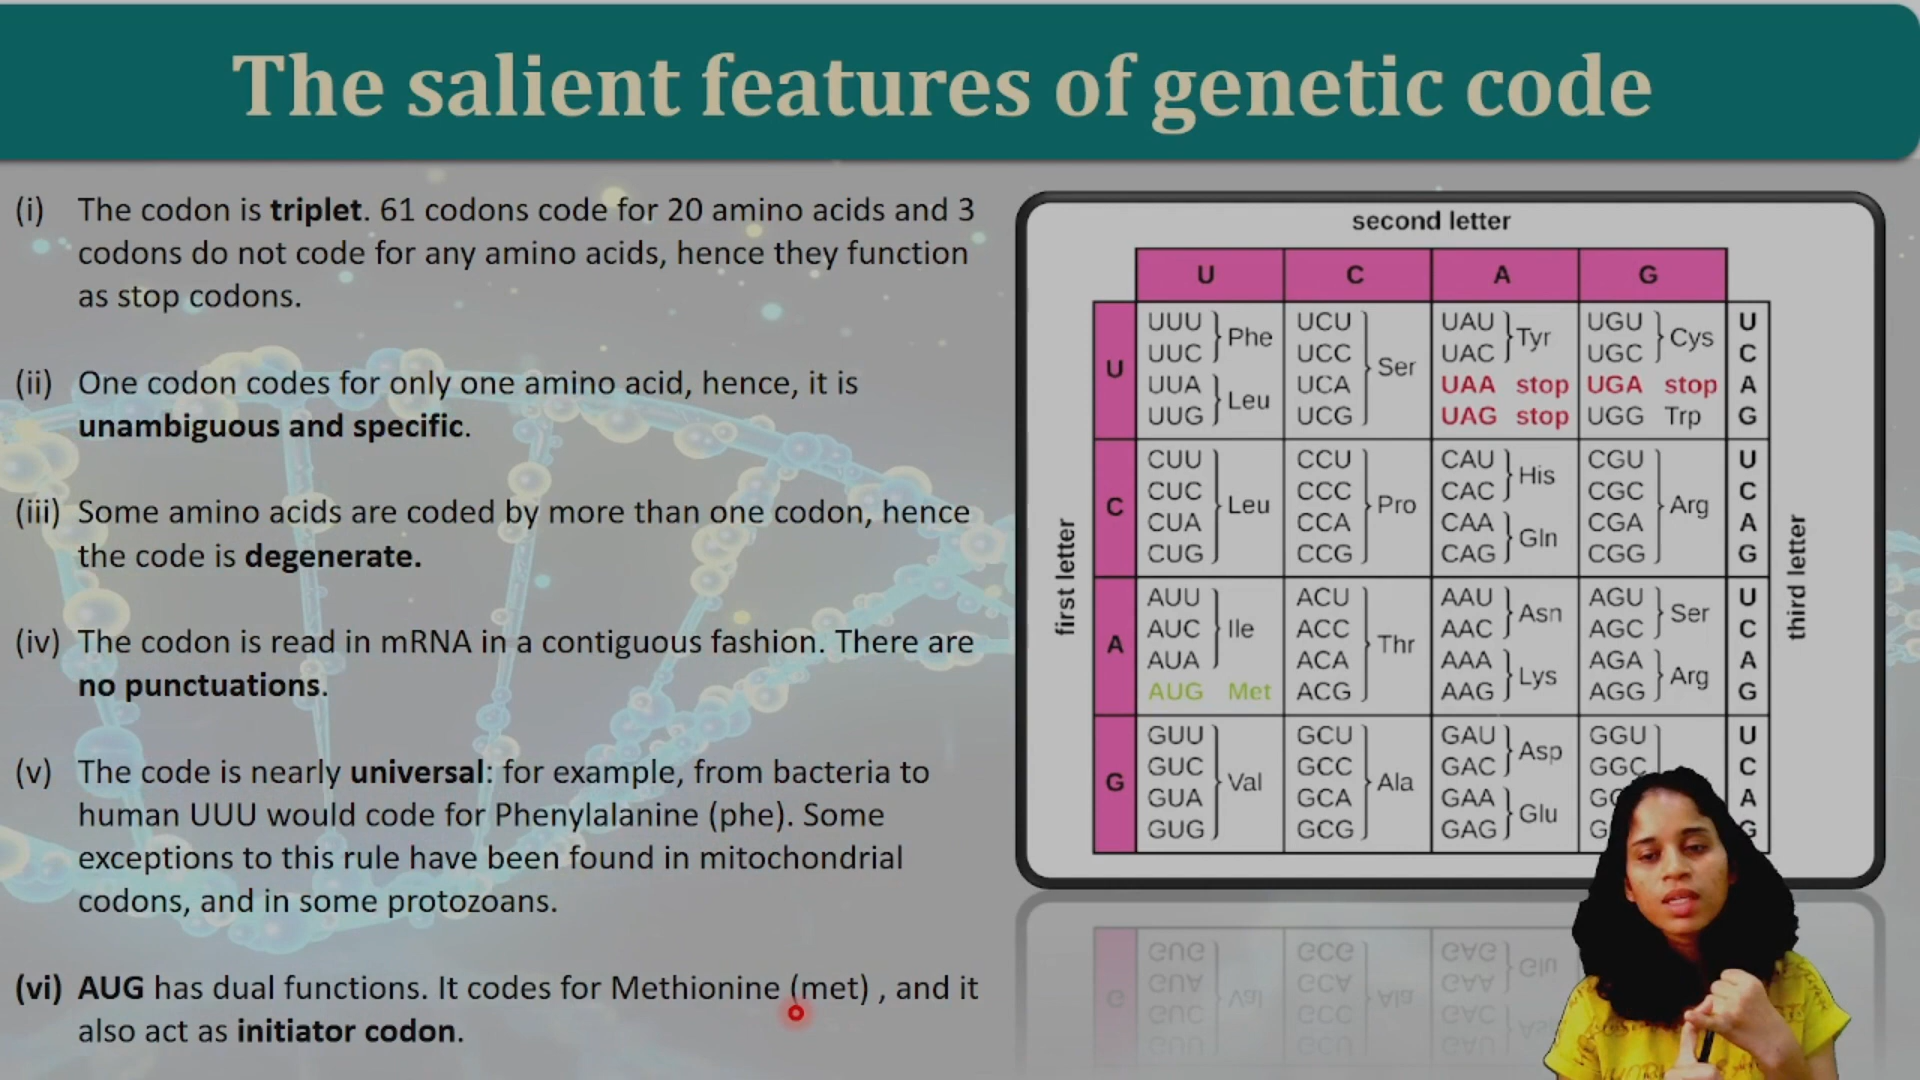 The salient features of genetic code
(i) The codon is triplet. 61 codons code for 20 amino acids and 3
codons do not code for any amino acids, hence they function
as stop codons.
(ii) One codon codes for only one amino acid, hence, it is
unambiguous and specific.
(iii) Some amino acids are coded by more than one codon, hence
the code is degenerate.
(iv) The codon is read in mRNA in a contiguous fashion. There are
no punctuations.
(v) The code is nearly universal: for example, from bacteria to
human UUU would code for Phenylalanine (phe). Some
exceptions to this rule have been found in mitochondrial
codons, and in some protozoans.
(vi) AUG has dual functions. It codes for Methionine (met) , and it
also act as initiator codon.
second letter
U C A G
first letter
third letter
U
UUU UCU UAU UGU U
Phe Tyr Cys
UUC UCC UAC UGC C
Ser
UUA UCA UAA stop UGA stop A
Leu
UUG UCG UAG stop UGG Trp G
C
CUU CCU CAU CGU U
His
CUC CCC CAC CGC C
Leu Pro Arg
CUA CCA CAA CGA A
Gln
CUG CCG CAG CGG G
A
AUU ACU AAU AGU U
Asn Ser
AUC Ile ACC AAC AGC C
Thr
AUA ACA AAA AGA A
Lys Arg
AUG Met ACG AAG AGG G
G
GUU GCU GAU GGU U
Asp
GUC GCC GAC GGC C
Val Ala
GUA GCA GAA A
Glu
GUG GCG GAG G